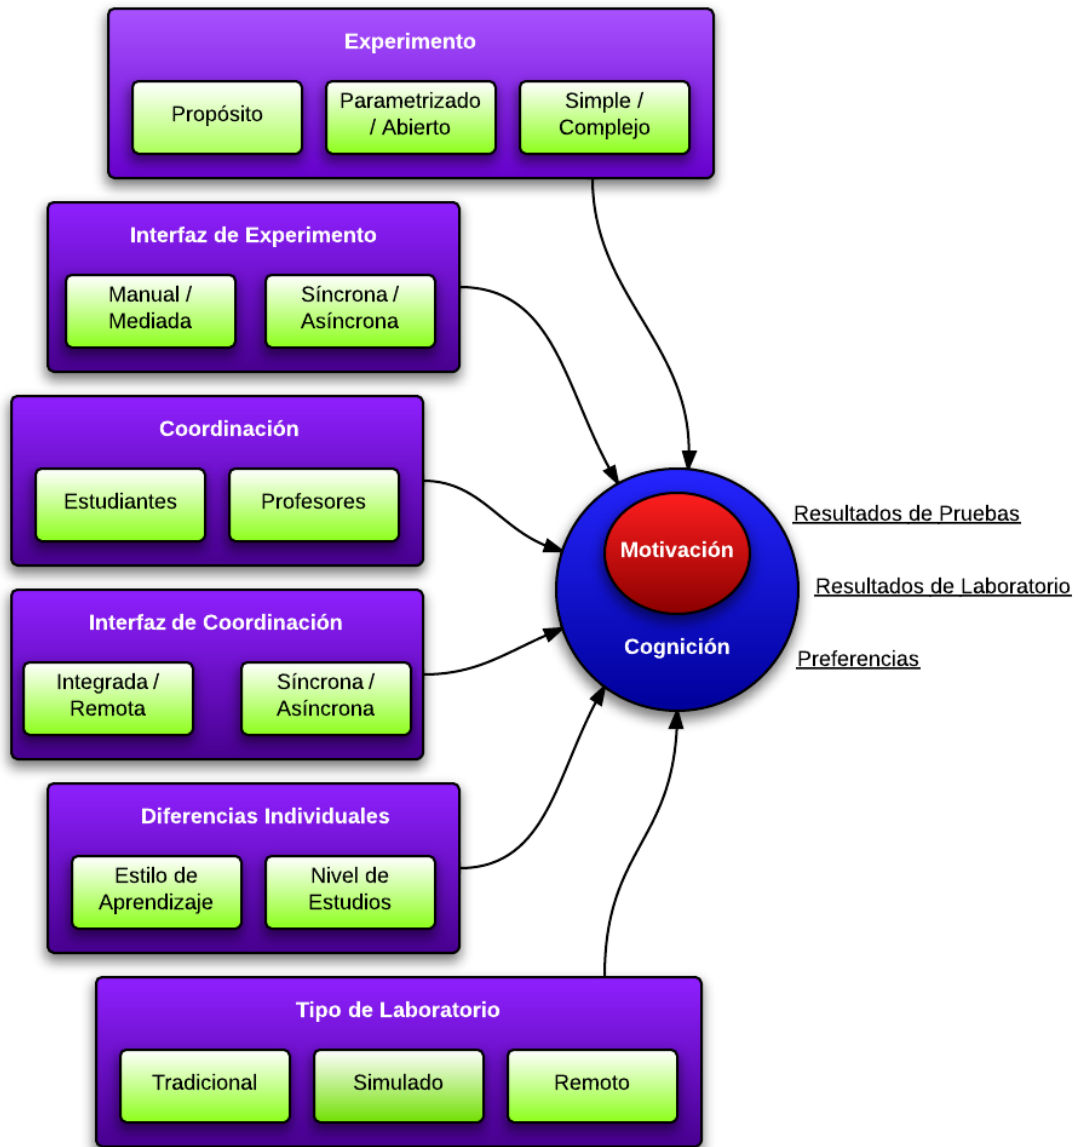 Experimento
Propósito
Parametrizado
/ Abierto
Simple /
Complejo
Interfaz de Experimento
Manual /
Mediada
Síncrona /
Asíncrona
Coordinación
Estudiantes
Profesores
Interfaz de Coordinación
Integrada /
Remota
Síncrona /
Asíncrona
Diferencias Individuales
Estilo de
Aprendizaje
Nivel de
Estudios
Tipo de Laboratorio
Tradicional
Simulado
Remoto
Motivación
Cognición
Resultados de Pruebas
Resultados de Laboratorio
Preferencias